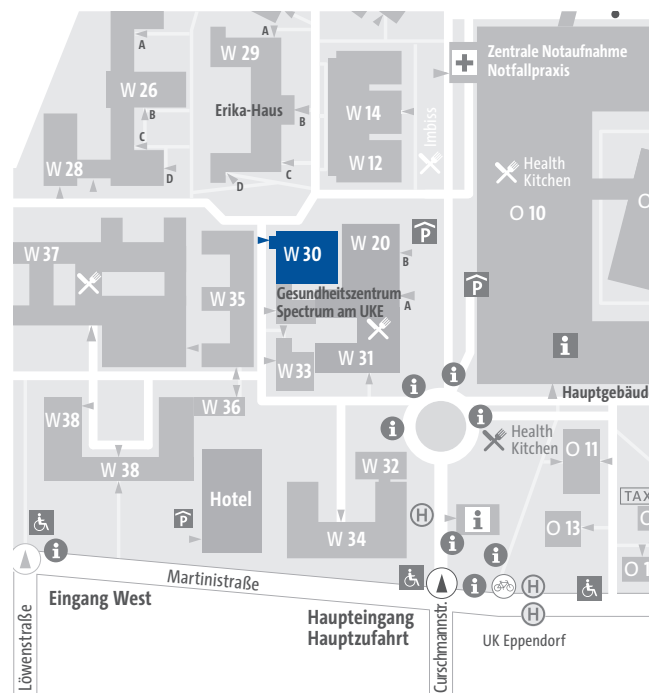 A
A
W 29
Zentrale Notaufnahme
Notfallpraxis
W 26
Erika-Haus
B
B
W 14
Imbiss
C
C
W 12
W 28
D
D
Health
Kitchen
O 10
O
W 37
W 30
W 20
B
P
P
W 35
Gesundheitszentrum
Spectrum am UKE
A
W 31
W 33
i
i
i
Hauptgebäude
W 38
W 36
i
i
Health
Kitchen
O 11
W 38
W 32
Hotel
TAX
P
H
i
O 13
W 34
i
i
i
O 1
Martinistraße
i
H
H
Eingang West
Haupteingang
Hauptzufahrt
UK Eppendorf
Löwenstraße
Curschmannstr.